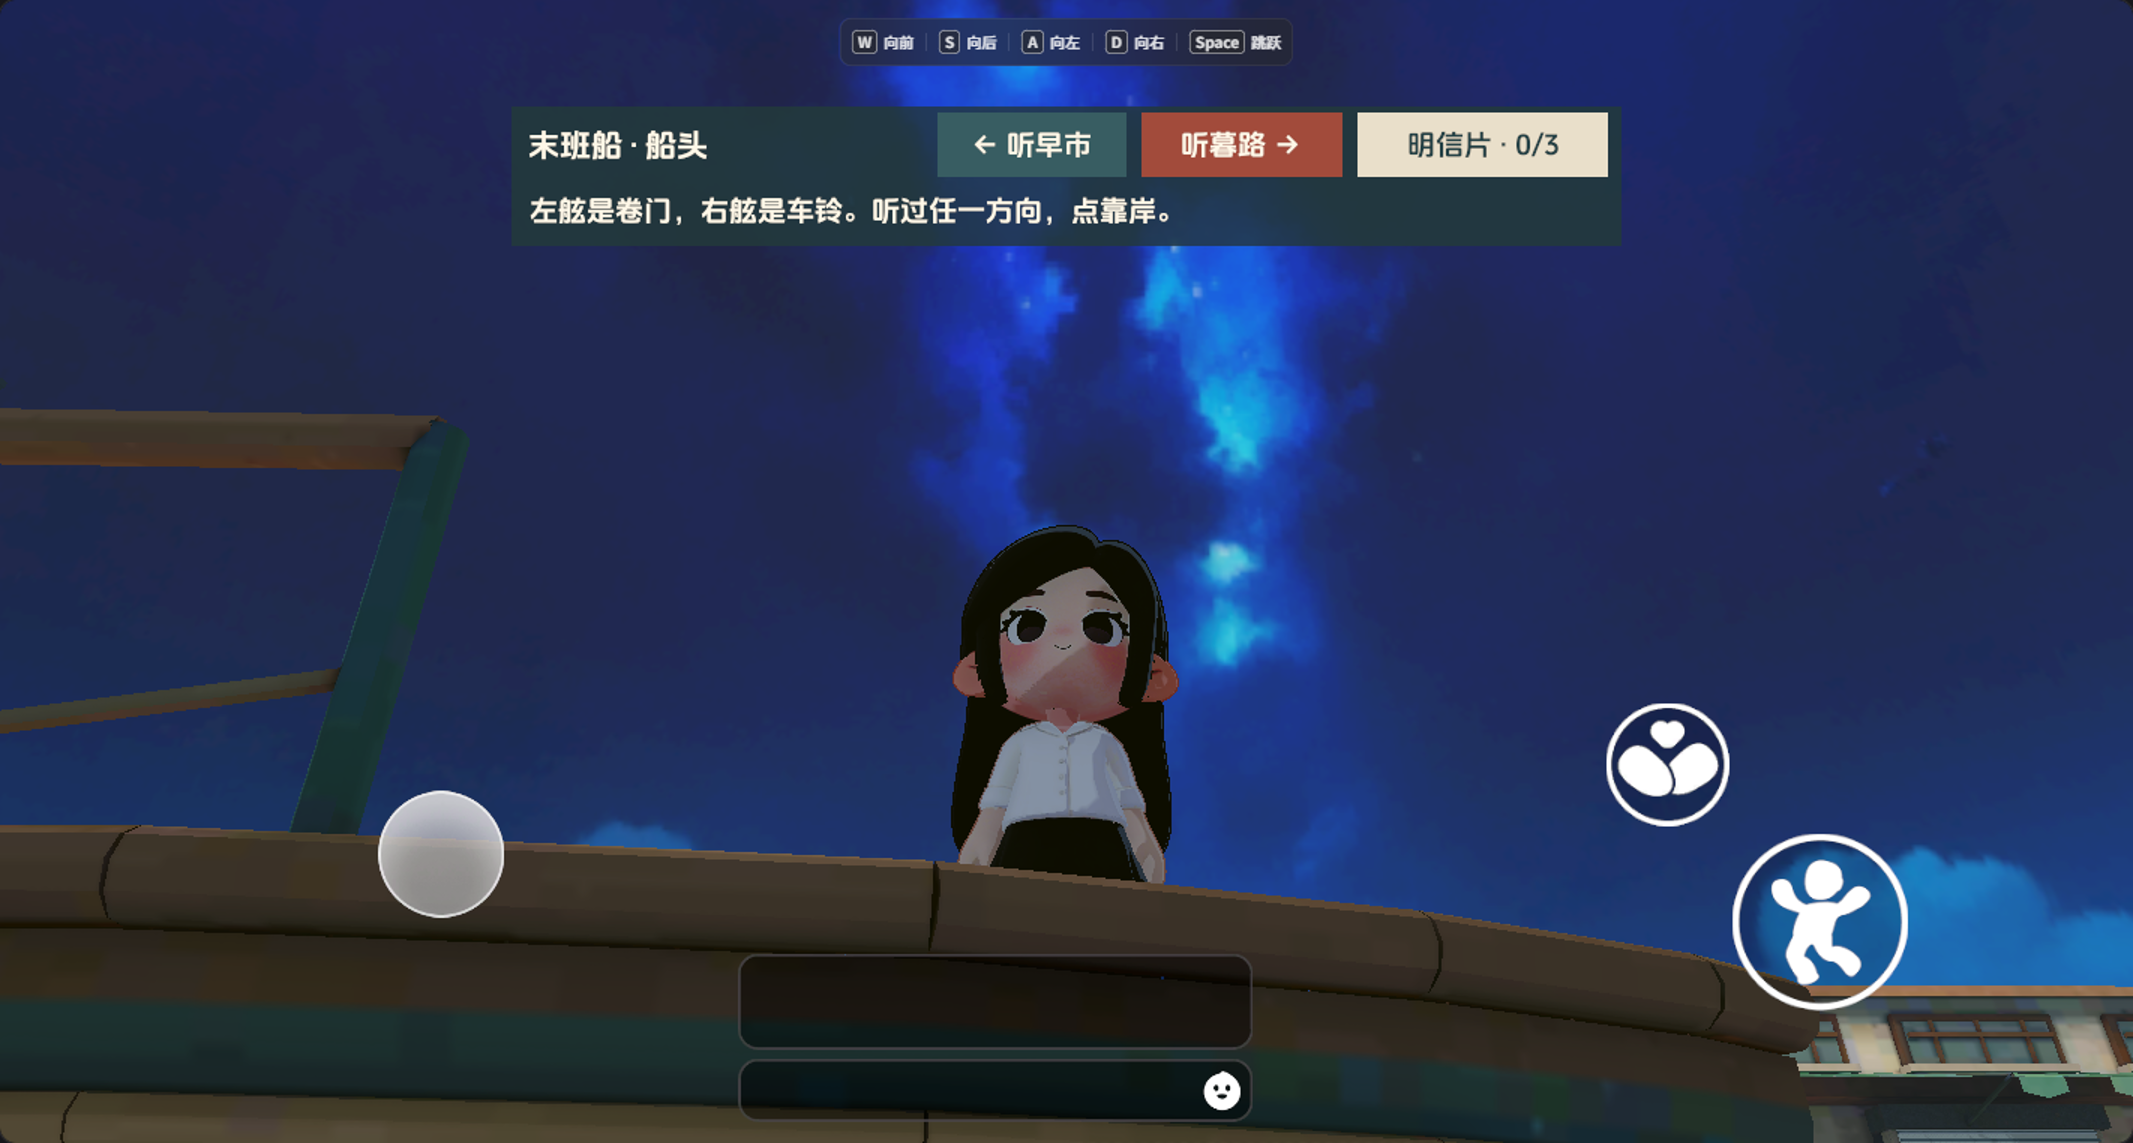 W 向前 S 向后 A 向左 D 向右 Space 跳跃
末班船·船头 ← 听早市 听暮路 → 明信片·0/3
左舷是卷门，右舷是车铃。听过任一方向，点靠岸。